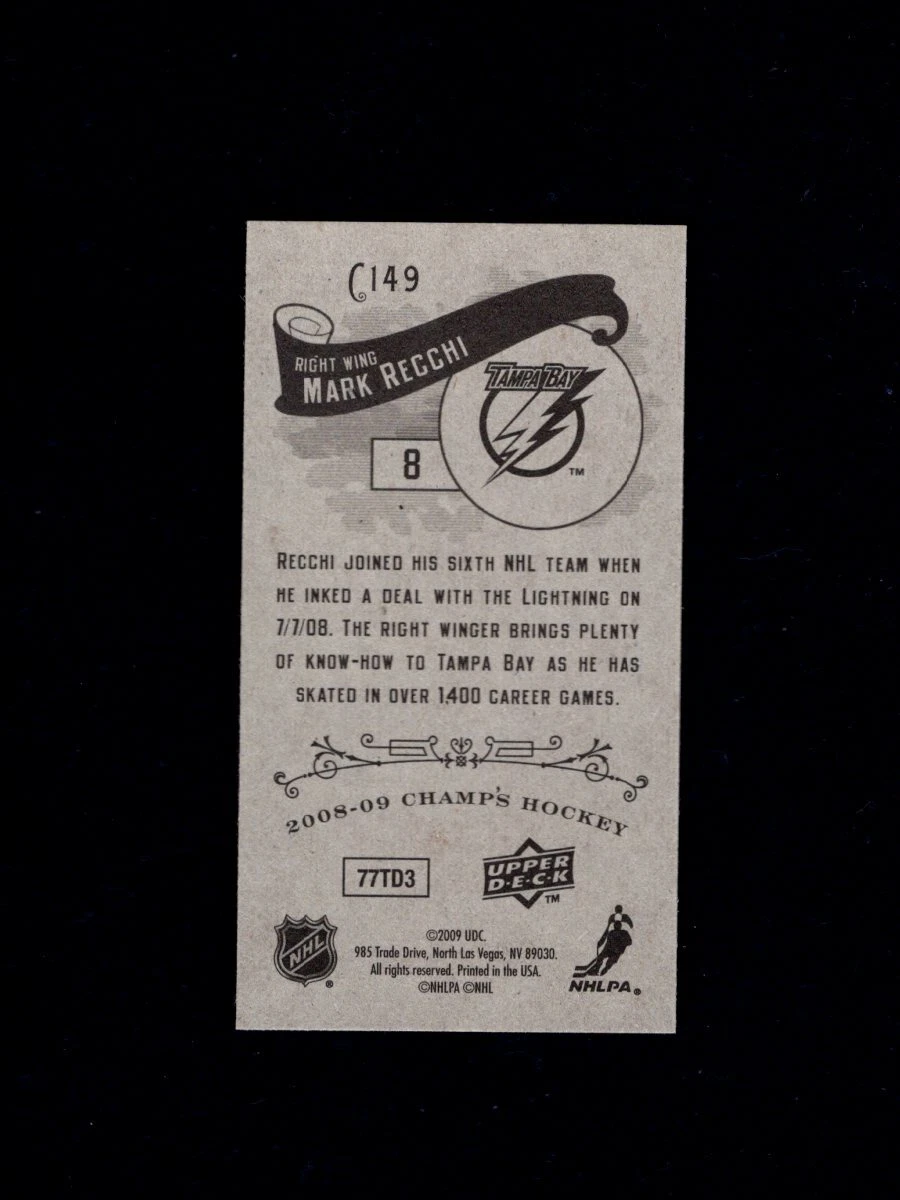 C149
RIGHT WING
MARK RECCHI
TAMPA BAY
TM
8
RECCHI JOINED HIS SIXTH NHL TEAM WHEN
HE INKED A DEAL WITH THE LIGHTNING ON
7/7/08. THE RIGHT WINGER BRINGS PLENTY
OF KNOW-HOW TO TAMPA BAY AS HE HAS
SKATED IN OVER 1,400 CAREER GAMES.
2008-09 CHAMP'S HOCKEY
77TD3
UPPER
D·E·C·K
TM
NHL
®
©2009 UDC.
985 Trade Drive, North Las Vegas, NV 89030.
All rights reserved. Printed in the USA.
©NHLPA ©NHL
NHLPA®